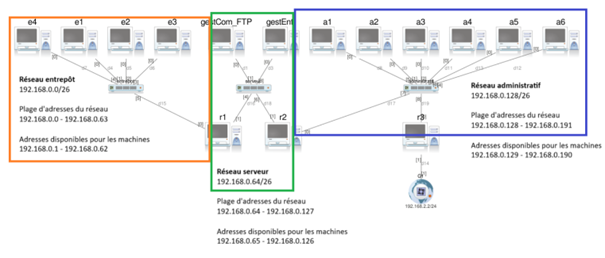 e4 e2 e1 e3 gestCom_FTP gestEnt a1 a2 a3 a4 a5 a6
Réseau entrepôt
192.168.0.0/26
Plage d'adresses du réseau
192.168.0.0 - 192.168.0.63
Adresses disponibles pour les machines
192.168.0.1 - 192.168.0.62
r1 r2 r3
Réseau serveur
192.168.0.64/26
Plage d'adresses du réseau
192.168.0.64 - 192.168.0.127
Adresses disponibles pour les machines
192.168.0.65 - 192.168.0.126
Réseau administratif
192.168.0.128/26
Plage d'adresses du réseau
192.168.0.128 - 192.168.0.191
Adresses disponibles pour les machines
192.168.0.129 - 192.168.0.190
192.168.2.2/24